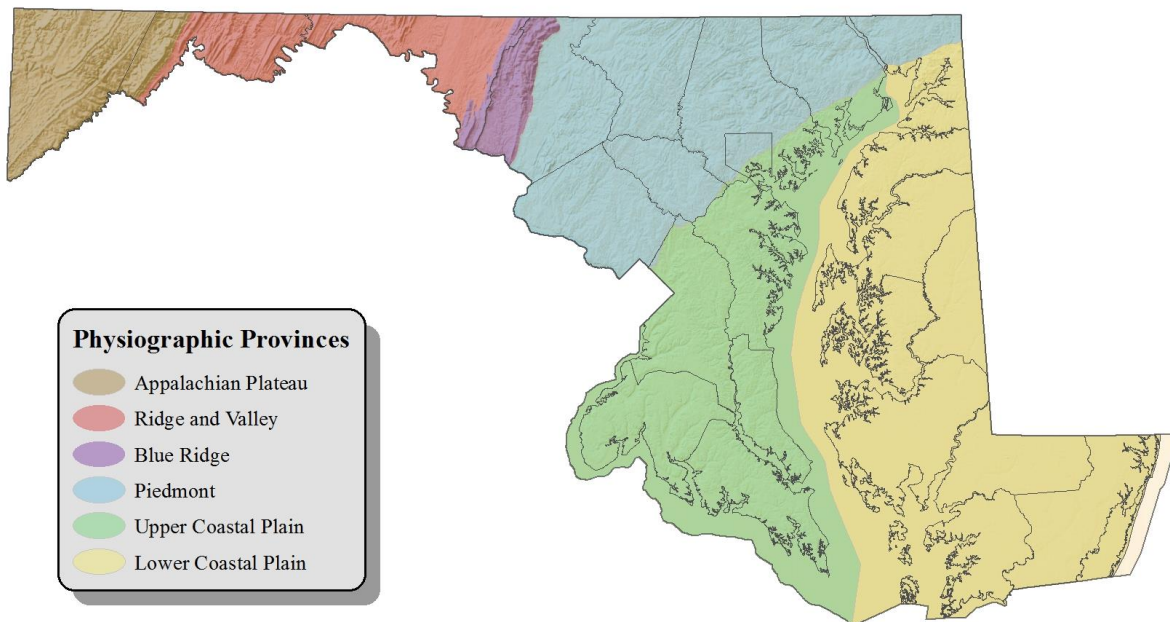 Physiographic Provinces
Appalachian Plateau
Ridge and Valley
Blue Ridge
Piedmont
Upper Coastal Plain
Lower Coastal Plain